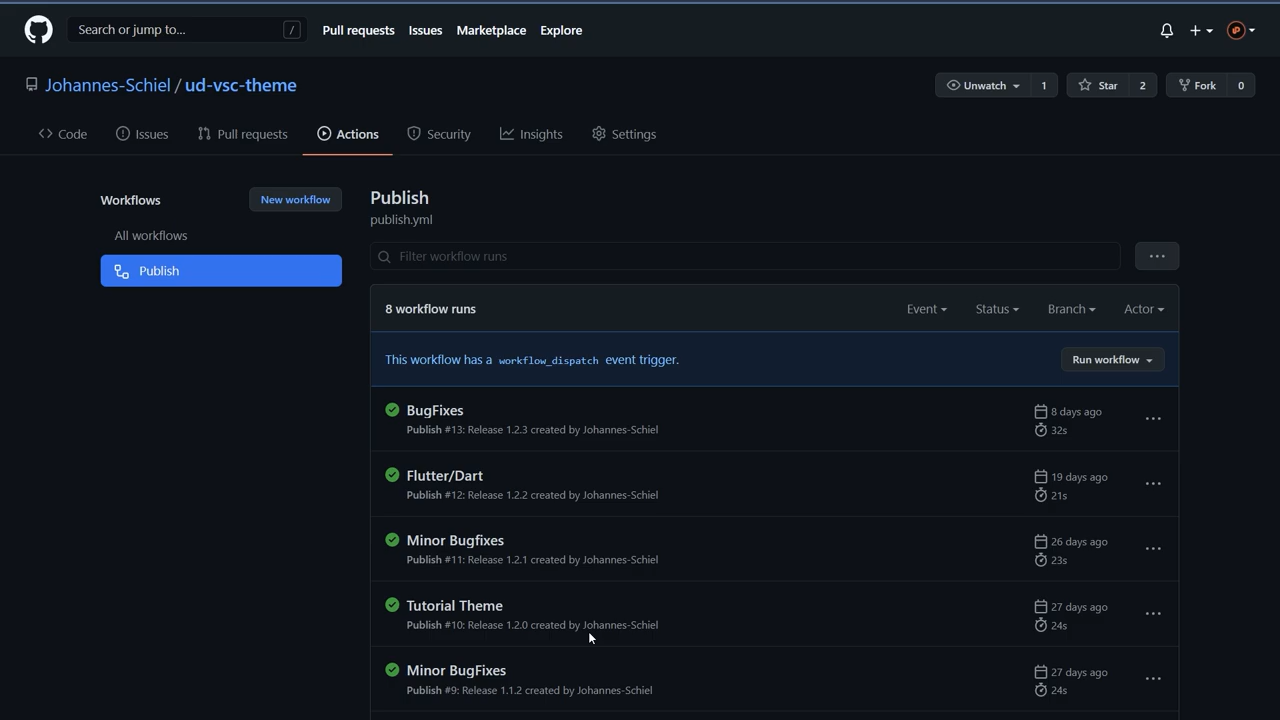 Search or jump to... /
Pull requests Issues Marketplace Explore
Johannes-Schiel / ud-vsc-theme
Unwatch 1 Star 2 Fork 0
Code Issues Pull requests Actions Security Insights Settings
Workflows
New workflow
All workflows
Publish
Publish
publish.yml
Filter workflow runs
8 workflow runs
Event Status Branch Actor
This workflow has a workflow_dispatch event trigger.
Run workflow
BugFixes
Publish #13: Release 1.2.3 created by Johannes-Schiel
8 days ago
32s
Flutter/Dart
Publish #12: Release 1.2.2 created by Johannes-Schiel
19 days ago
21s
Minor Bugfixes
Publish #11: Release 1.2.1 created by Johannes-Schiel
26 days ago
23s
Tutorial Theme
Publish #10: Release 1.2.0 created by Johannes-Schiel
27 days ago
24s
Minor BugFixes
Publish #9: Release 1.1.2 created by Johannes-Schiel
27 days ago
24s